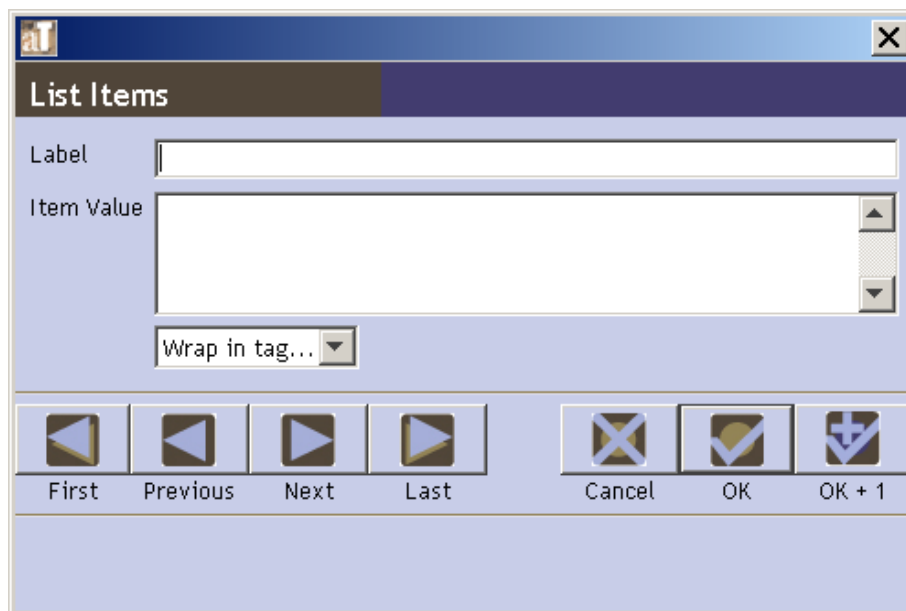 aT
List Items
Label
Item Value
Wrap in tag...
First Previous Next Last Cancel OK OK + 1